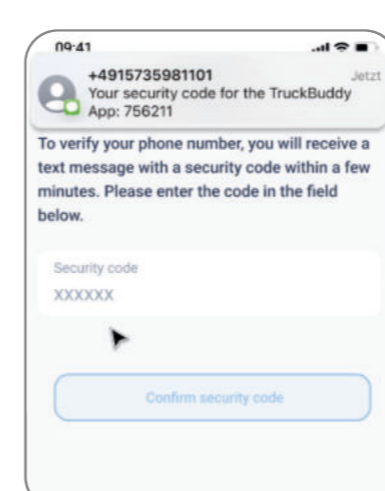 09:41
+4915735981101 Jetzt
Your security code for the TruckBuddy
App: 756211
To verify your phone number, you will receive a
text message with a security code within a few
minutes. Please enter the code in the field
below.
Security code
XXXXXX
Confirm security code